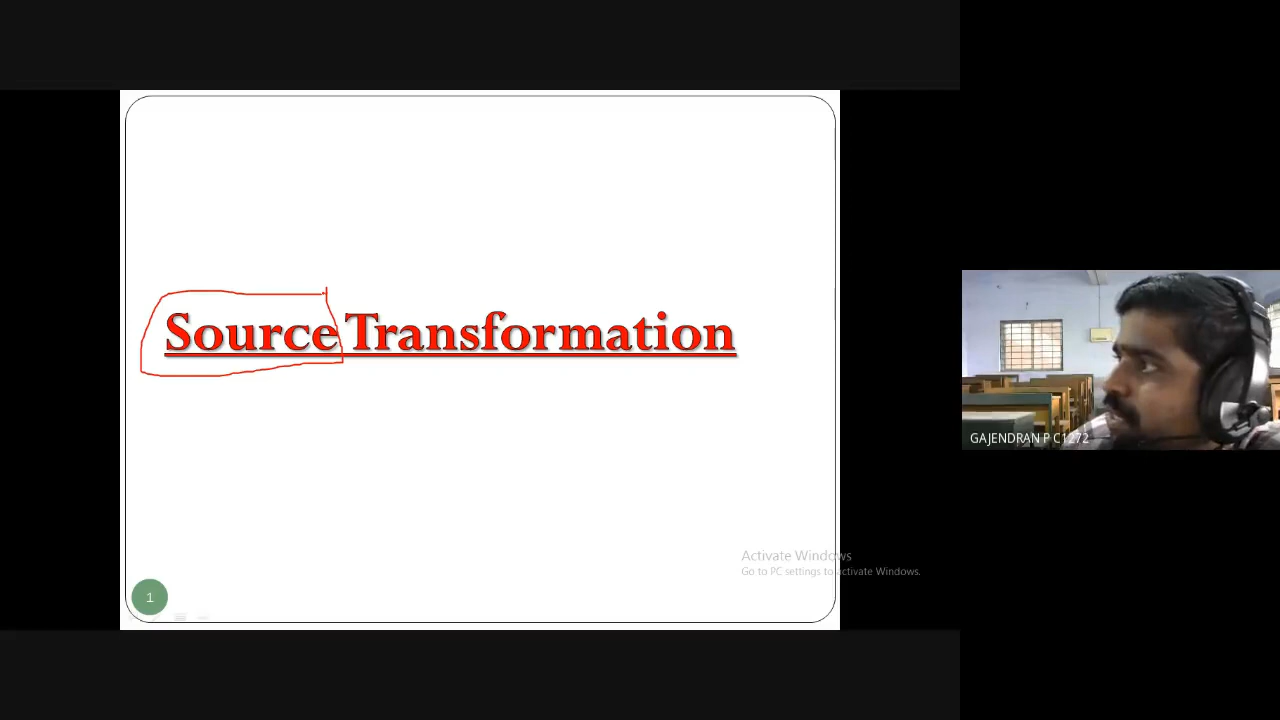 Source Transformation
Activate Windows
Go to PC settings to activate Windows.
1
GAJENDRAN P C1272